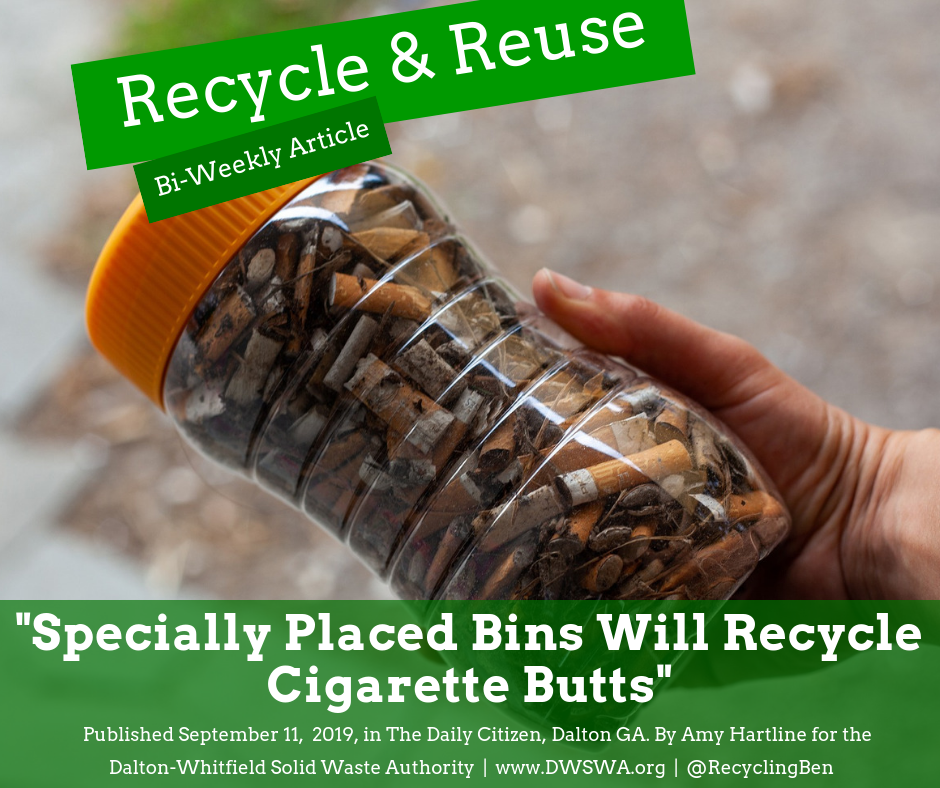 Recycle & Reuse
Bi-Weekly Article
"Specially Placed Bins Will Recycle
Cigarette Butts"
Published September 11,  2019, in The Daily Citizen, Dalton GA. By Amy Hartline for the
Dalton-Whitfield Solid Waste Authority | www.DWSWA.org | @RecyclingBen